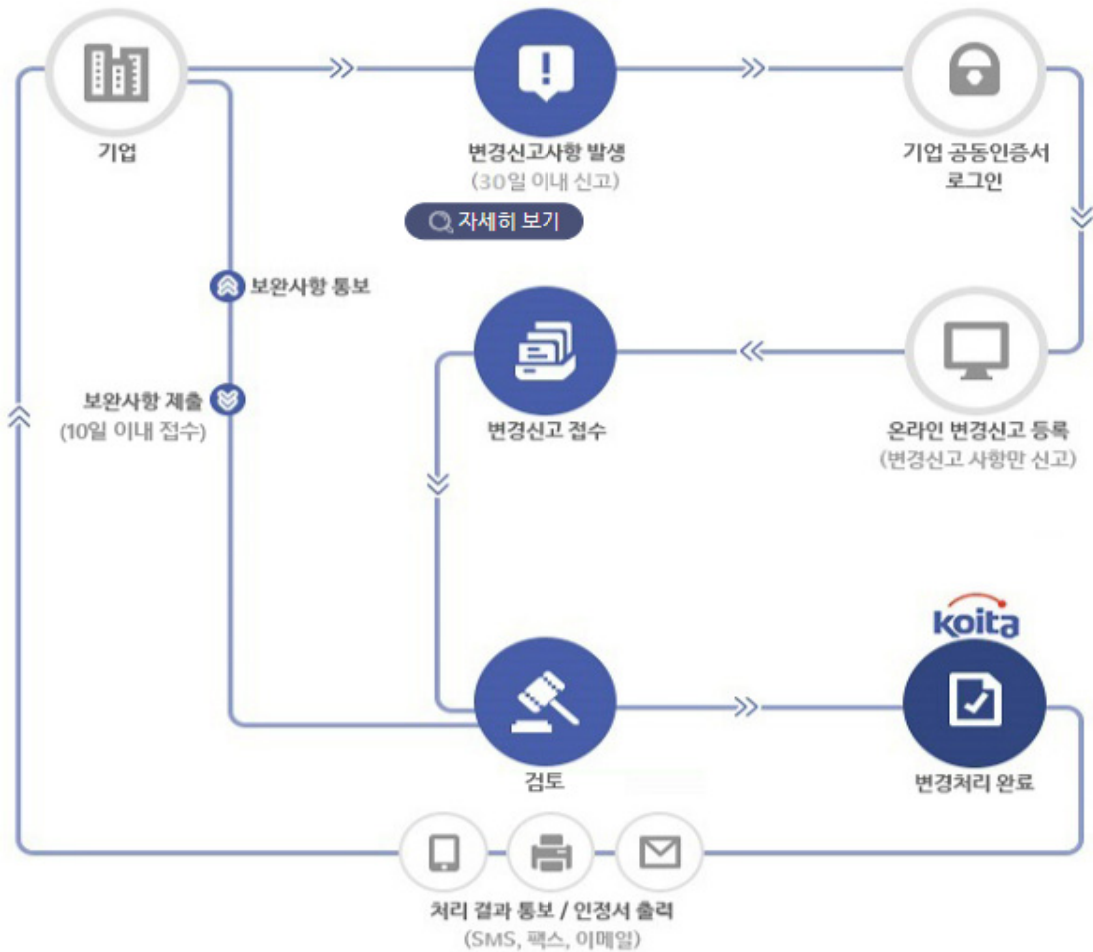 기업
변경신고사항 발생
(30일 이내 신고)
자세히 보기
기업 공동인증서
로그인
보완사항 통보
보완사항 제출
(10일 이내 접수)
변경신고 접수
온라인 변경신고 등록
(변경신고 사항만 신고)
koita
검토
변경처리 완료
처리 결과 통보 / 인정서 출력
(SMS, 팩스, 이메일)